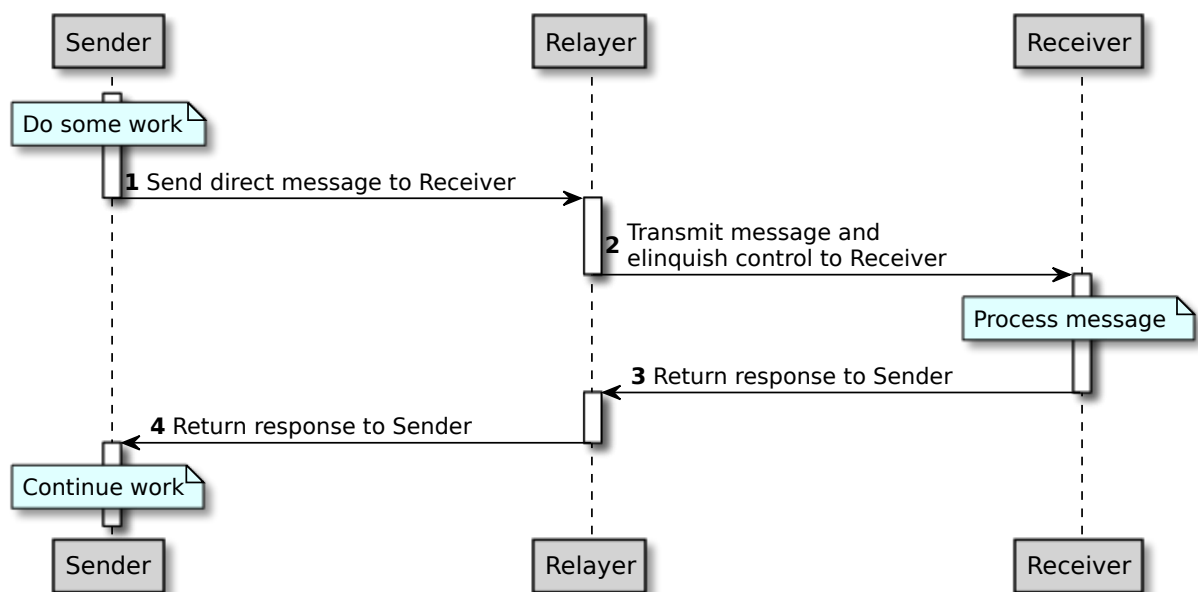 Sender
Relayer
Receiver
Do some work
1 Send direct message to Receiver
2 Transmit message and
elinquish control to Receiver
Process message
3 Return response to Sender
4 Return response to Sender
Continue work
Sender
Relayer
Receiver